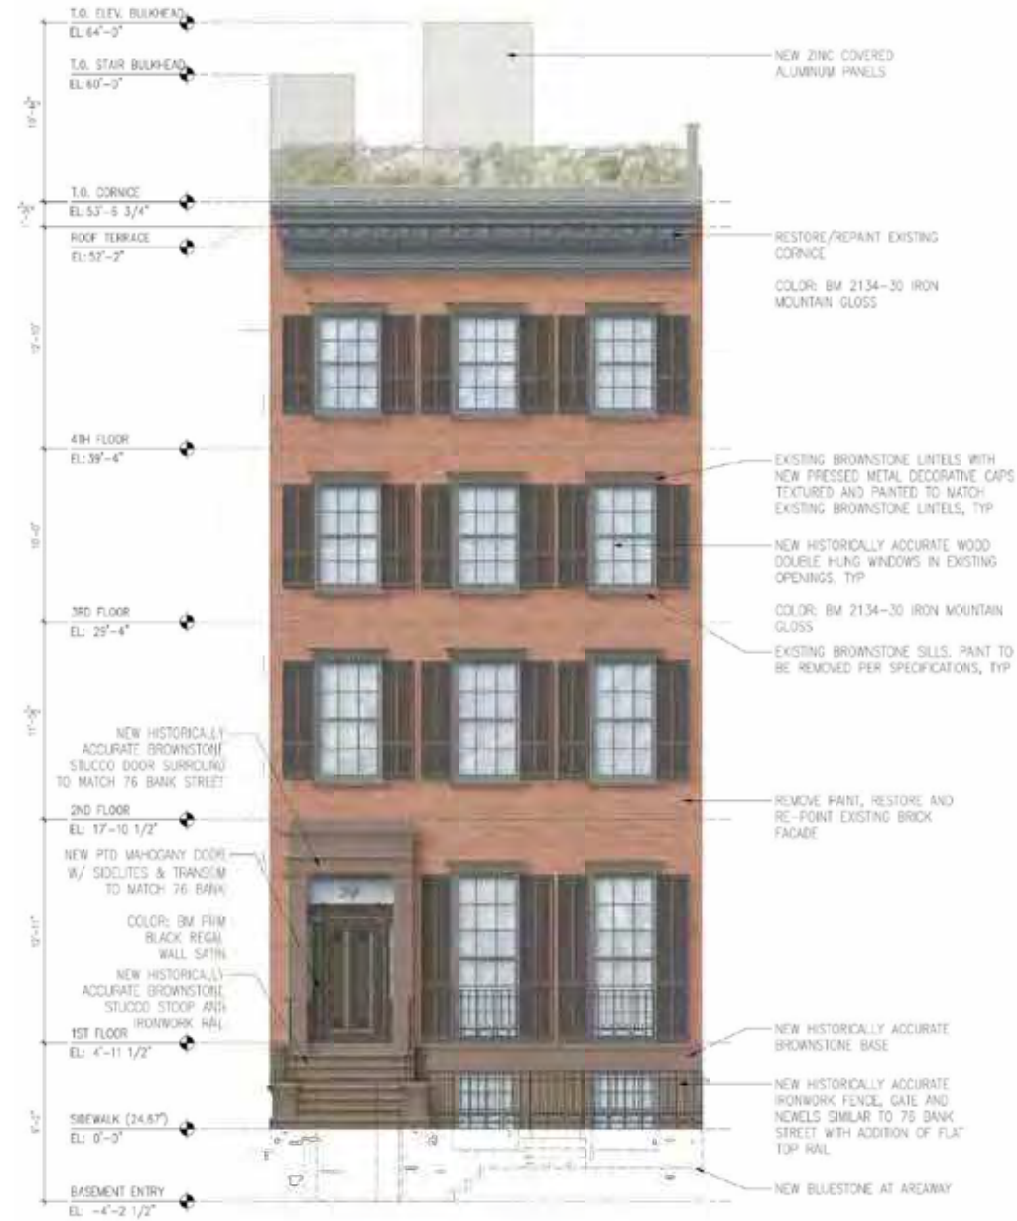 T.O. ELEV. BULKHEAD
EL 64'-0"
T.O. STAIR BULKHEAD
EL 60'-0"
T.O. CORNICE
EL: 53'-6 3/4"
ROOF TERRACE
EL: 52'-2"
12'-10"
4TH FLOOR
EL: 39'-4"
10'-0"
3RD FLOOR
EL: 29'-4"
NEW HISTORICALLY
ACCURATE BROWNSTONE
STUCCO DOOR SURROUND
TO MATCH 76 BANK STREET
2ND FLOOR
EL: 17'-10 1/2"
NEW PTD MAHOGANY DOOR
W/ SIDELITES & TRANSOM
TO MATCH 76 BANK
COLOR: BM
BLACK REGAL
WALL SATIN
12'-11"
NEW HISTORICALLY
ACCURATE BROWNSTONE
STUCCO STOOP AND
IRONWORK RAIL
1ST FLOOR
EL: 4'-11 1/2"
SIDEWALK (24.67')
EL: 0'-0"
BASEMENT ENTRY
EL: -4'-2 1/2"
NEW ZINC COVERED
ALUMINUM PANELS
RESTORE/REPAINT EXISTING
CORNICE
COLOR: BM 2134-30 IRON
MOUNTAIN GLOSS
EXISTING BROWNSTONE LINTELS WITH
NEW PRESSED METAL DECORATIVE CAPS
TEXTURED AND PAINTED TO MATCH
EXISTING BROWNSTONE LINTELS, TYP
NEW HISTORICALLY ACCURATE WOOD
DOUBLE HUNG WINDOWS IN EXISTING
OPENINGS, TYP
COLOR: BM 2134-30 IRON MOUNTAIN
GLOSS
EXISTING BROWNSTONE SILLS. PAINT TO
BE REMOVED PER SPECIFICATIONS, TYP
REMOVE PAINT, RESTORE AND
RE-POINT EXISTING BRICK
FACADE
NEW HISTORICALLY ACCURATE
BROWNSTONE BASE
NEW HISTORICALLY ACCURATE
IRONWORK FENCE, GATE AND
NEWELS SIMILAR TO 76 BANK
STREET WITH ADDITION OF FLAT
TOP RAIL
NEW BLUESTONE AT AREAWAY